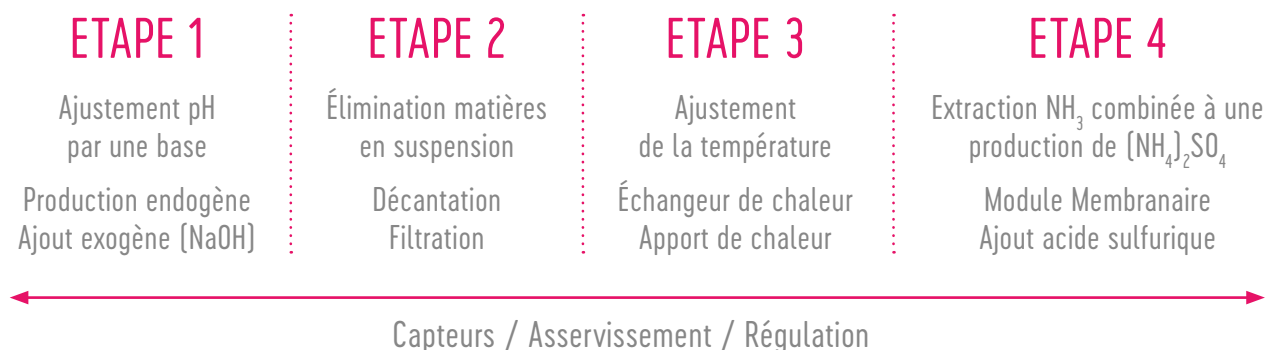 ETAPE 1
Ajustement pH
par une base
Production endogène
Ajout exogène (NaOH)
ETAPE 2
Élimination matières
en suspension
Décantation
Filtration
ETAPE 3
Ajustement
de la température
Échangeur de chaleur
Apport de chaleur
ETAPE 4
Extraction NH₃ combinée à une
production de (NH₄)₂SO₄
Module Membranaire
Ajout acide sulfurique
Capteurs / Asservissement / Régulation